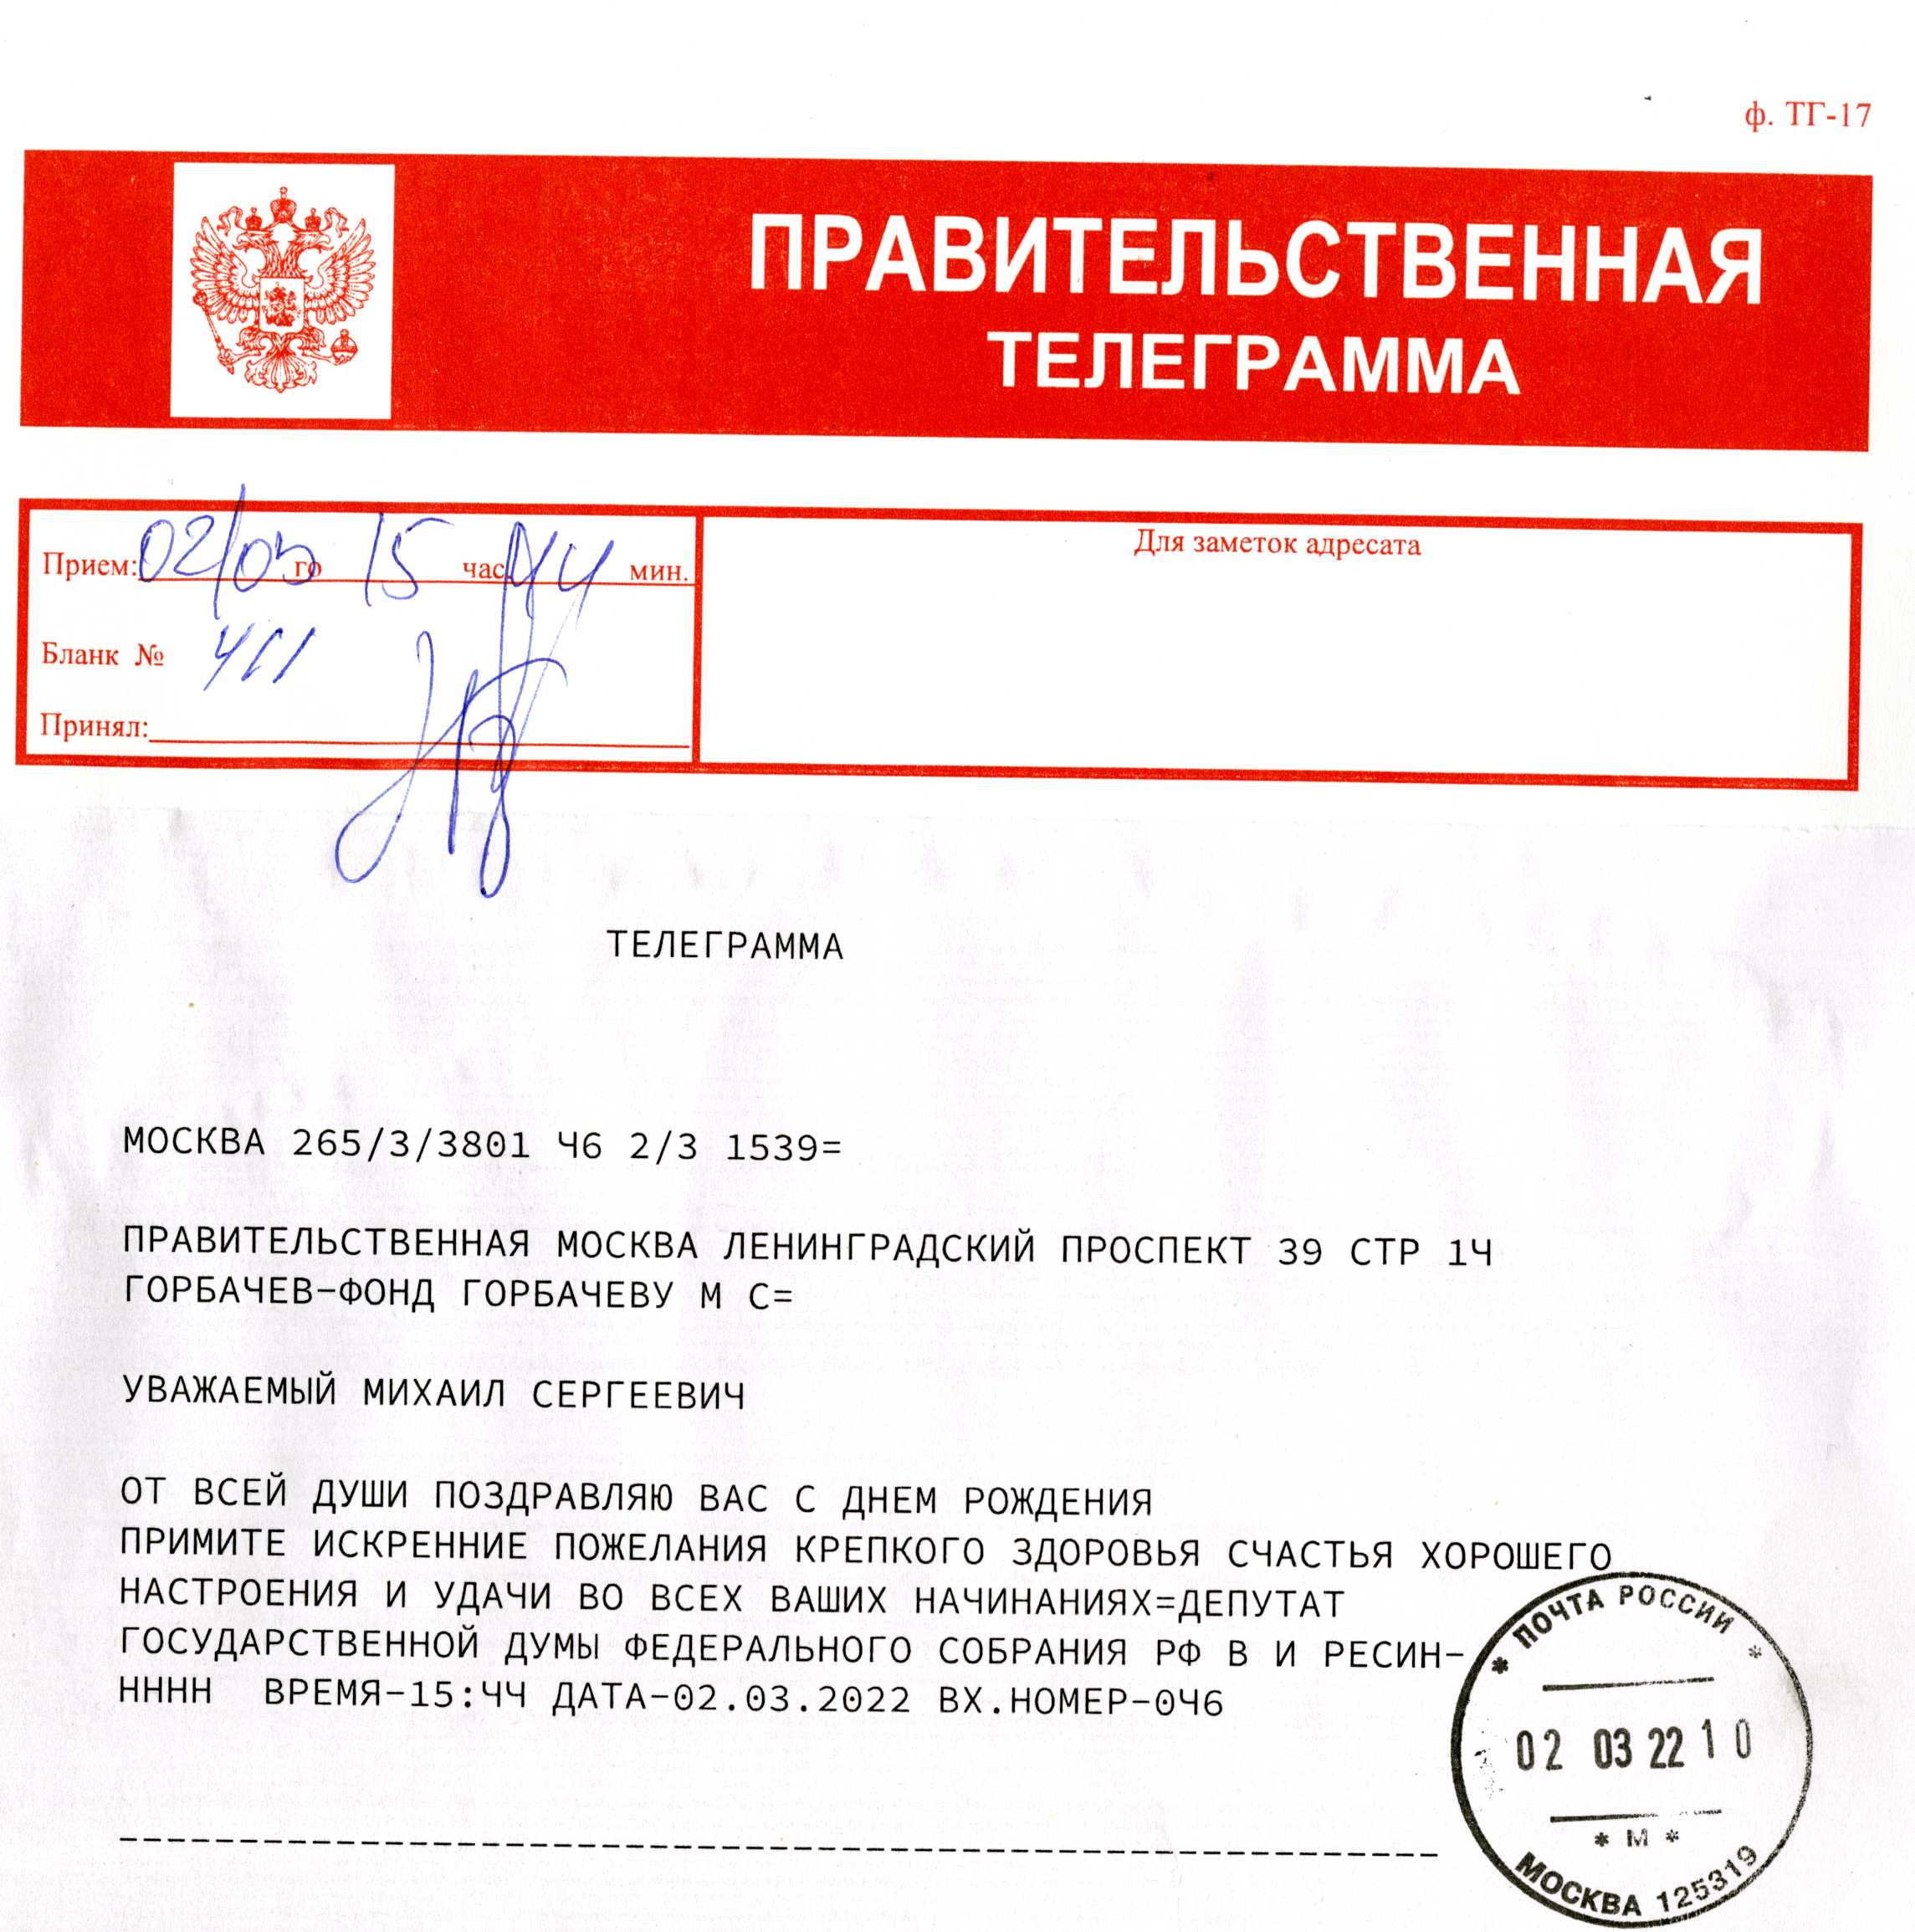 ф. ТГ-17
ПРАВИТЕЛЬСТВЕННАЯ
ТЕЛЕГРАММА
Прием: 02/03 го 15 час. 44 мин.
Для заметок адресата
Бланк № 411
Принял:
ТЕЛЕГРАММА
МОСКВА 265/3/3801 Ч6 2/3 1539=
ПРАВИТЕЛЬСТВЕННАЯ МОСКВА ЛЕНИНГРАДСКИЙ ПРОСПЕКТ 39 СТР 1Ч
ГОРБАЧЕВ-ФОНД ГОРБАЧЕВУ М С=
УВАЖАЕМЫЙ МИХАИЛ СЕРГЕЕВИЧ
ОТ ВСЕЙ ДУШИ ПОЗДРАВЛЯЮ ВАС С ДНЕМ РОЖДЕНИЯ
ПРИМИТЕ ИСКРЕННИЕ ПОЖЕЛАНИЯ КРЕПКОГО ЗДОРОВЬЯ СЧАСТЬЯ ХОРОШЕГО
НАСТРОЕНИЯ И УДАЧИ ВО ВСЕХ ВАШИХ НАЧИНАНИЯХ=ДЕПУТАТ
ГОСУДАРСТВЕННОЙ ДУМЫ ФЕДЕРАЛЬНОГО СОБРАНИЯ РФ В И РЕСИН-
НННН ВРЕМЯ-15:ЧЧ ДАТА-02.03.2022 ВХ.НОМЕР-0Ч6
* ПОЧТА РОССИИ *
02 03 22 10
* М *
МОСКВА 125319